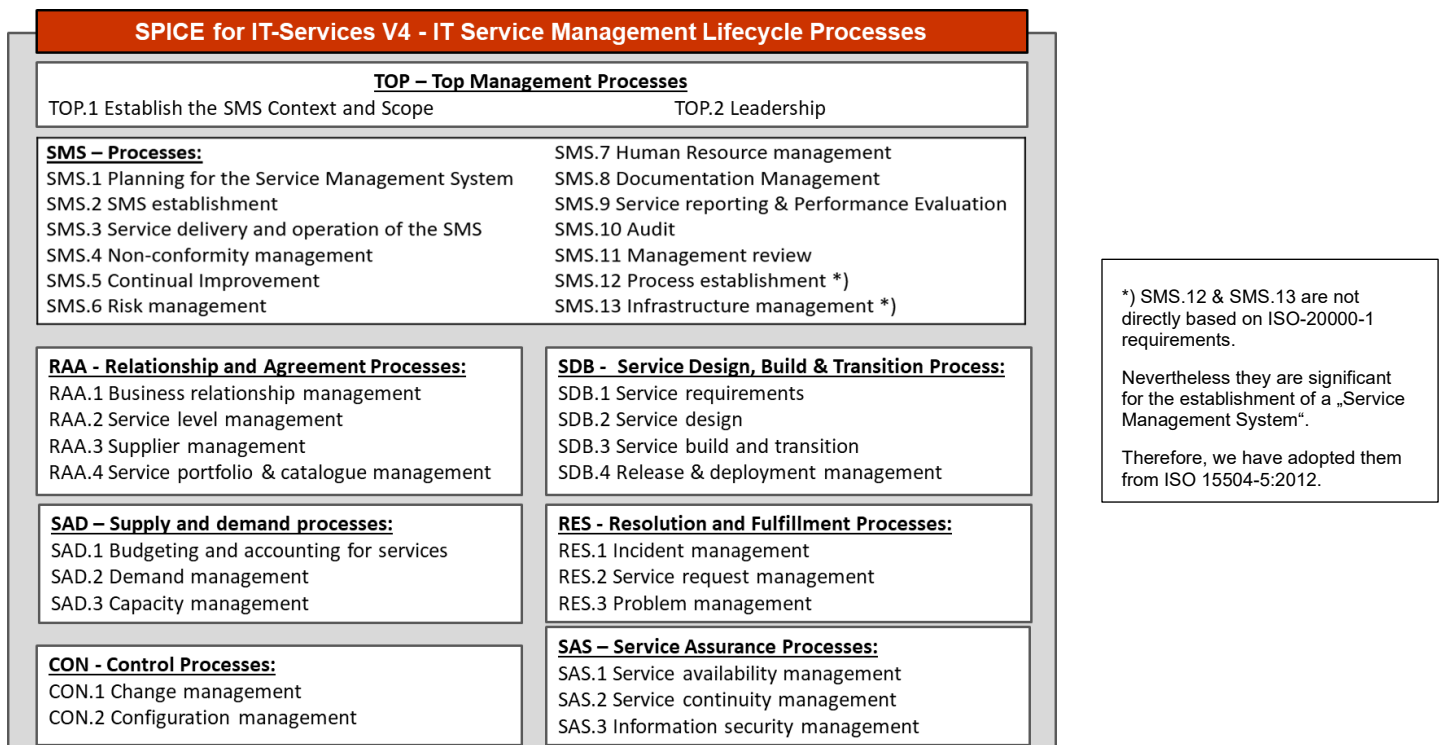 SPICE for IT-Services V4 - IT Service Management Lifecycle Processes
TOP – Top Management Processes
TOP.1 Establish the SMS Context and Scope
TOP.2 Leadership
SMS – Processes:
SMS.1 Planning for the Service Management System
SMS.2 SMS establishment
SMS.3 Service delivery and operation of the SMS
SMS.4 Non-conformity management
SMS.5 Continual Improvement
SMS.6 Risk management
SMS.7 Human Resource management
SMS.8 Documentation Management
SMS.9 Service reporting & Performance Evaluation
SMS.10 Audit
SMS.11 Management review
SMS.12 Process establishment *)
SMS.13 Infrastructure management *)
RAA - Relationship and Agreement Processes:
RAA.1 Business relationship management
RAA.2 Service level management
RAA.3 Supplier management
RAA.4 Service portfolio & catalogue management
SDB - Service Design, Build & Transition Process:
SDB.1 Service requirements
SDB.2 Service design
SDB.3 Service build and transition
SDB.4 Release & deployment management
SAD – Supply and demand processes:
SAD.1 Budgeting and accounting for services
SAD.2 Demand management
SAD.3 Capacity management
RES - Resolution and Fulfillment Processes:
RES.1 Incident management
RES.2 Service request management
RES.3 Problem management
CON - Control Processes:
CON.1 Change management
CON.2 Configuration management
SAS – Service Assurance Processes:
SAS.1 Service availability management
SAS.2 Service continuity management
SAS.3 Information security management
*) SMS.12 & SMS.13 are not
directly based on ISO-20000-1
requirements.
Nevertheless they are significant
for the establishment of a „Service
Management System“.
Therefore, we have adopted them
from ISO 15504-5:2012.